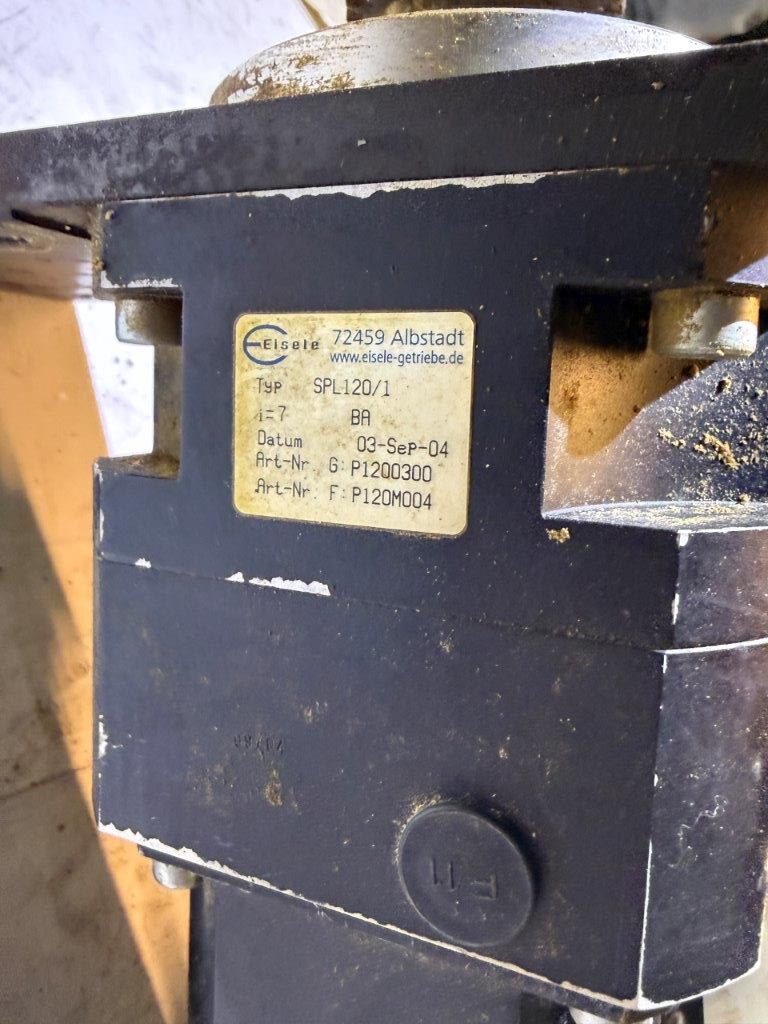 Eisele 72459 Albstadt
www.eisele-getriebe.de
Typ SPL120/1
i=7 BA
Datum 03-Sep-04
Art-Nr. G: P1200300
Art-Nr. F: P120M004